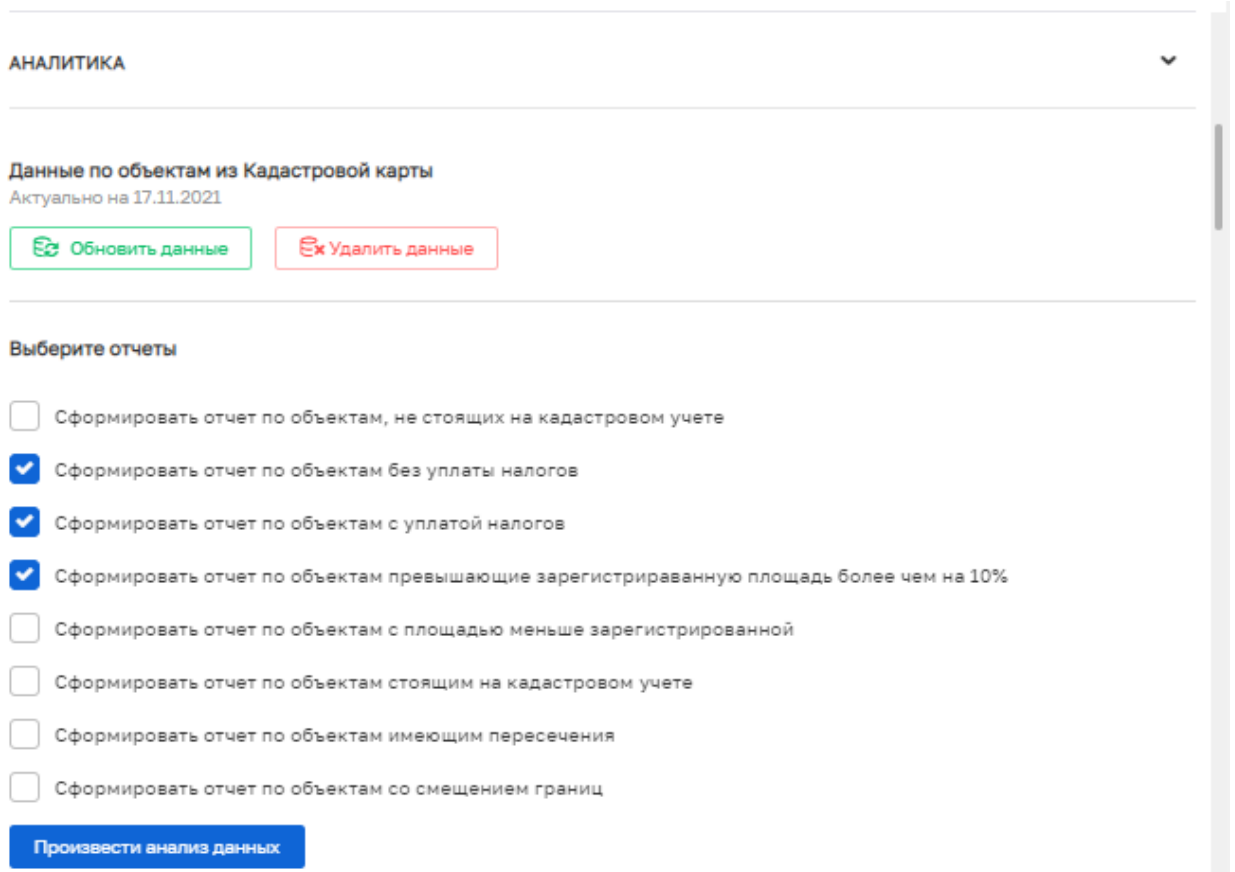 АНАЛИТИКА
Данные по объектам из Кадастровой карты
Актуально на 17.11.2021
Обновить данные
Удалить данные
Выберите отчеты
Сформировать отчет по объектам, не стоящих на кадастровом учете
Сформировать отчет по объектам без уплаты налогов
Сформировать отчет по объектам с уплатой налогов
Сформировать отчет по объектам превышающие зарегистрираванную площадь более чем на 10%
Сформировать отчет по объектам с площадью меньше зарегистрированной
Сформировать отчет по объектам стоящим на кадастровом учете
Сформировать отчет по объектам имеющим пересечения
Сформировать отчет по объектам со смещением границ
Произвести анализ данных